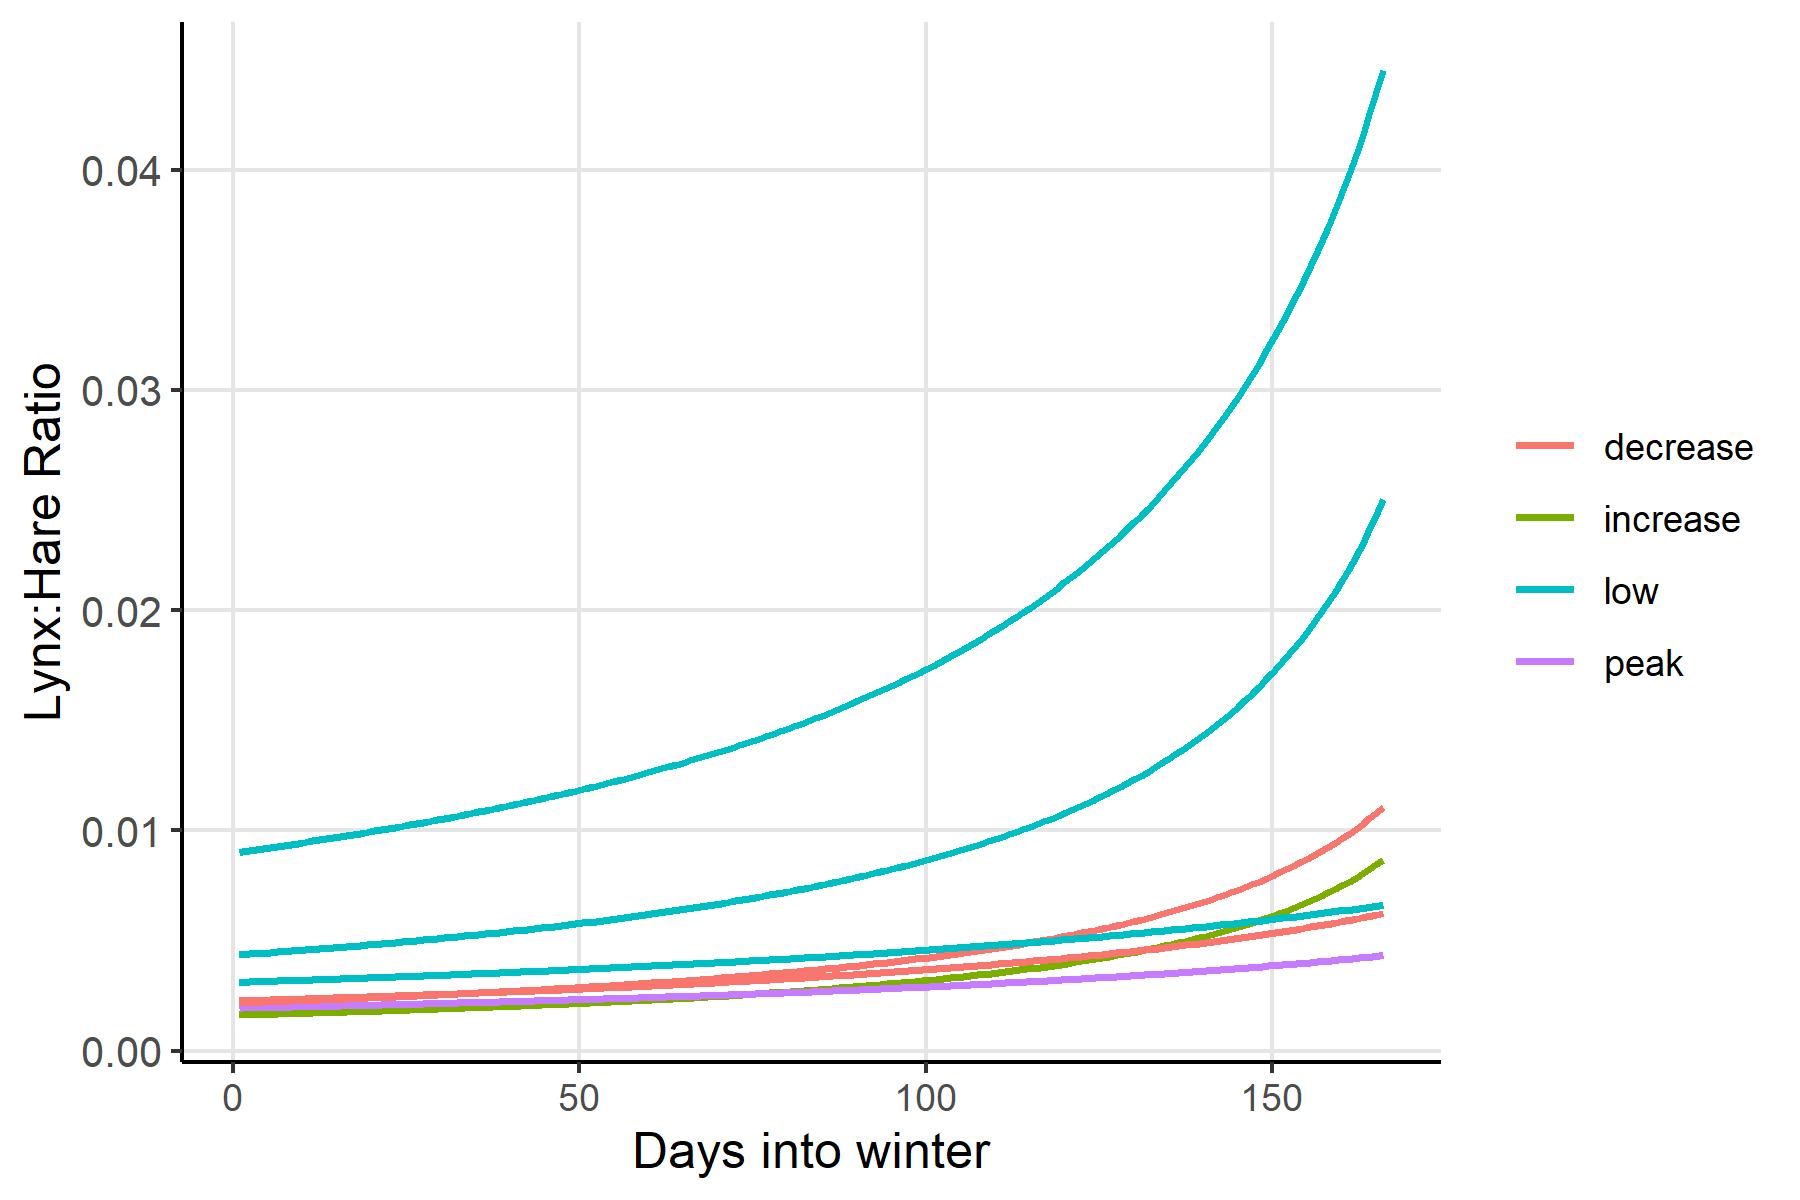 Lynx:Hare Ratio
0.04
0.03
0.02
0.01
0.00
0
50
100
150
Days into winter
decrease
increase
low
peak